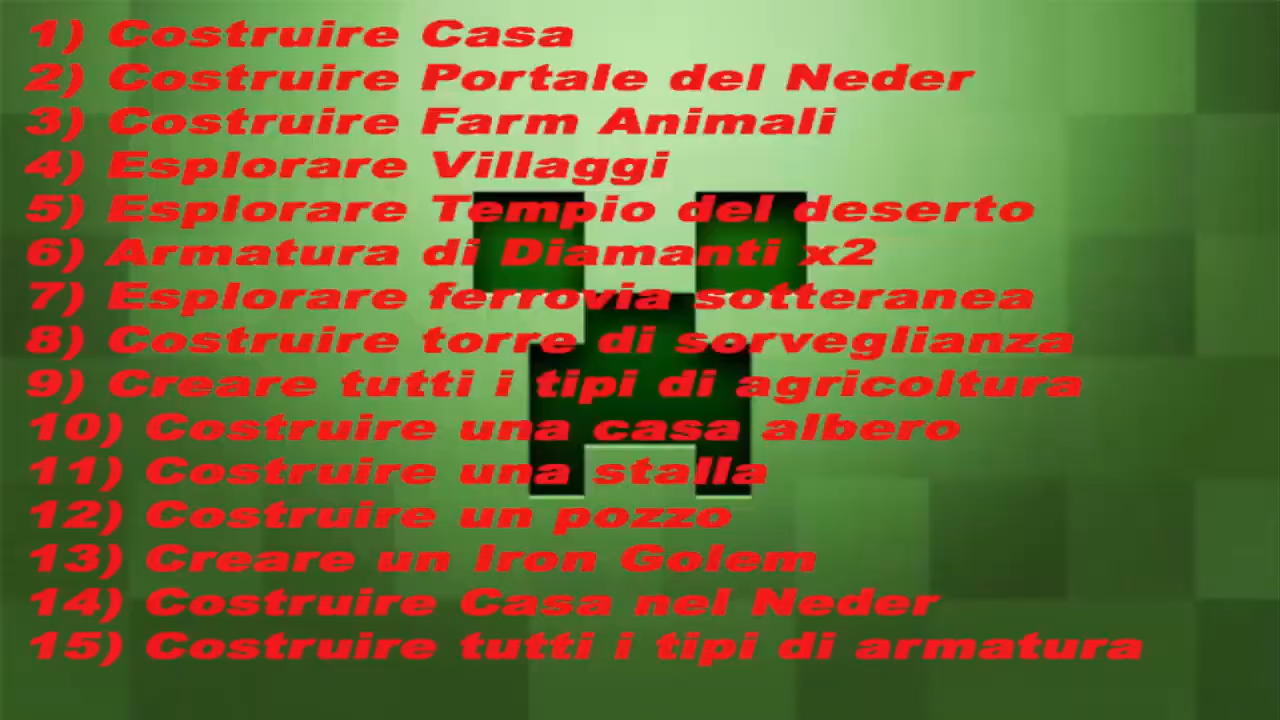 1) Costruire Casa
2) Costruire Portale del Neder
3) Costruire Farm Animali
4) Esplorare Villaggi
5) Esplorare Tempio del deserto
6) Armatura di Diamanti x2
7) Esplorare ferrovia sotteranea
8) Costruire torre di sorveglianza
9) Creare tutti i tipi di agricoltura
10) Costruire una casa albero
11) Costruire una stalla
12) Costruire un pozzo
13) Creare un Iron Golem
14) Costruire Casa nel Neder
15) Costruire tutti i tipi di armatura